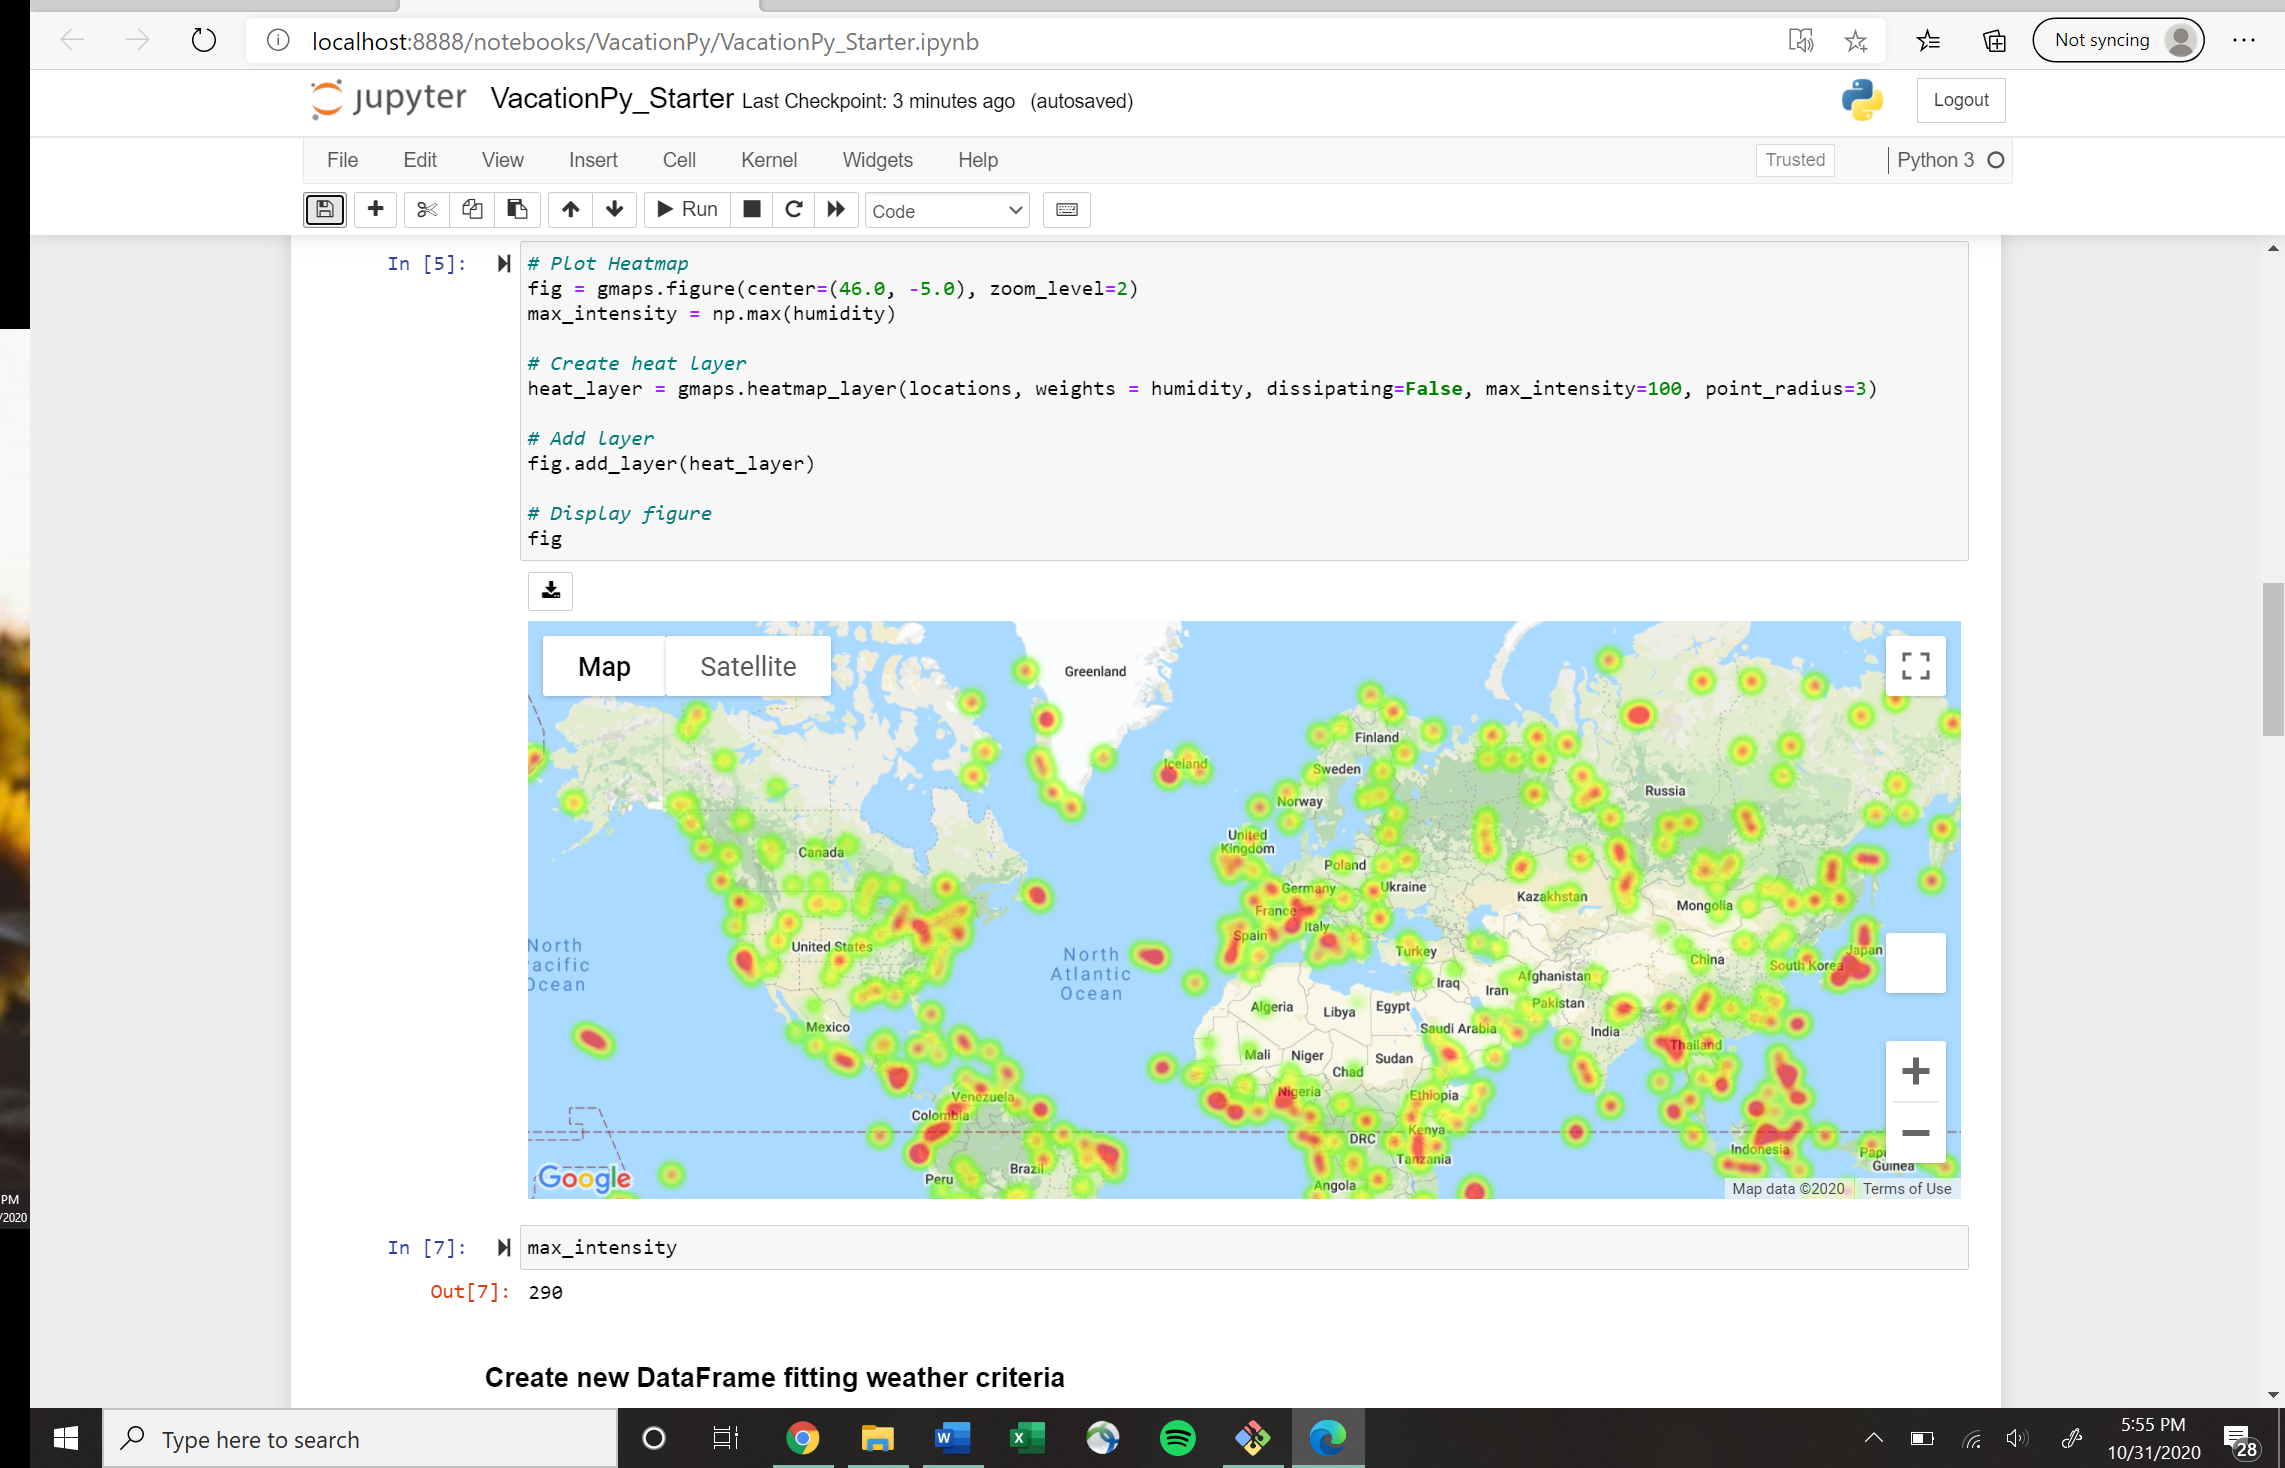 localhost:8888/notebooks/VacationPy/VacationPy_Starter.ipynb
Not syncing
jupyter VacationPy_Starter Last Checkpoint: 3 minutes ago (autosaved)
Logout
File Edit View Insert Cell Kernel Widgets Help
Trusted
Python 3
Run
Code
In [5]:
# Plot Heatmap
fig = gmaps.figure(center=(46.0, -5.0), zoom_level=2)
max_intensity = np.max(humidity)
# Create heat layer
heat_layer = gmaps.heatmap_layer(locations, weights = humidity, dissipating=False, max_intensity=100, point_radius=3)
# Add layer
fig.add_layer(heat_layer)
# Display figure
fig
Map Satellite
Greenland
Finland
Iceland
Sweden
Russia
Norway
United
Kingdom
Canada
Poland
Germany
Ukraine
Kazakhstan
Mongolia
France
Italy
Spain
United States
North
acific
Ocean
North
Atlantic
Ocean
Turkey
China
Japan
South Korea
Afghanistan
Iraq
Iran
Pakistan
Algeria
Libya
Egypt
Saudi Arabia
India
Mexico
Thailand
Mali
Niger
Sudan
Chad
Nigeria
Ethiopia
Venezuela
Colombia
DRC
Kenya
Tanzania
Indonesia
Papu
Guinea
Brazil
Peru
Angola
Google
Map data ©2020 Terms of Use
In [7]: max_intensity
Out[7]: 290
Create new DataFrame fitting weather criteria
PM
/2020
Type here to search
5:55 PM
10/31/2020
28